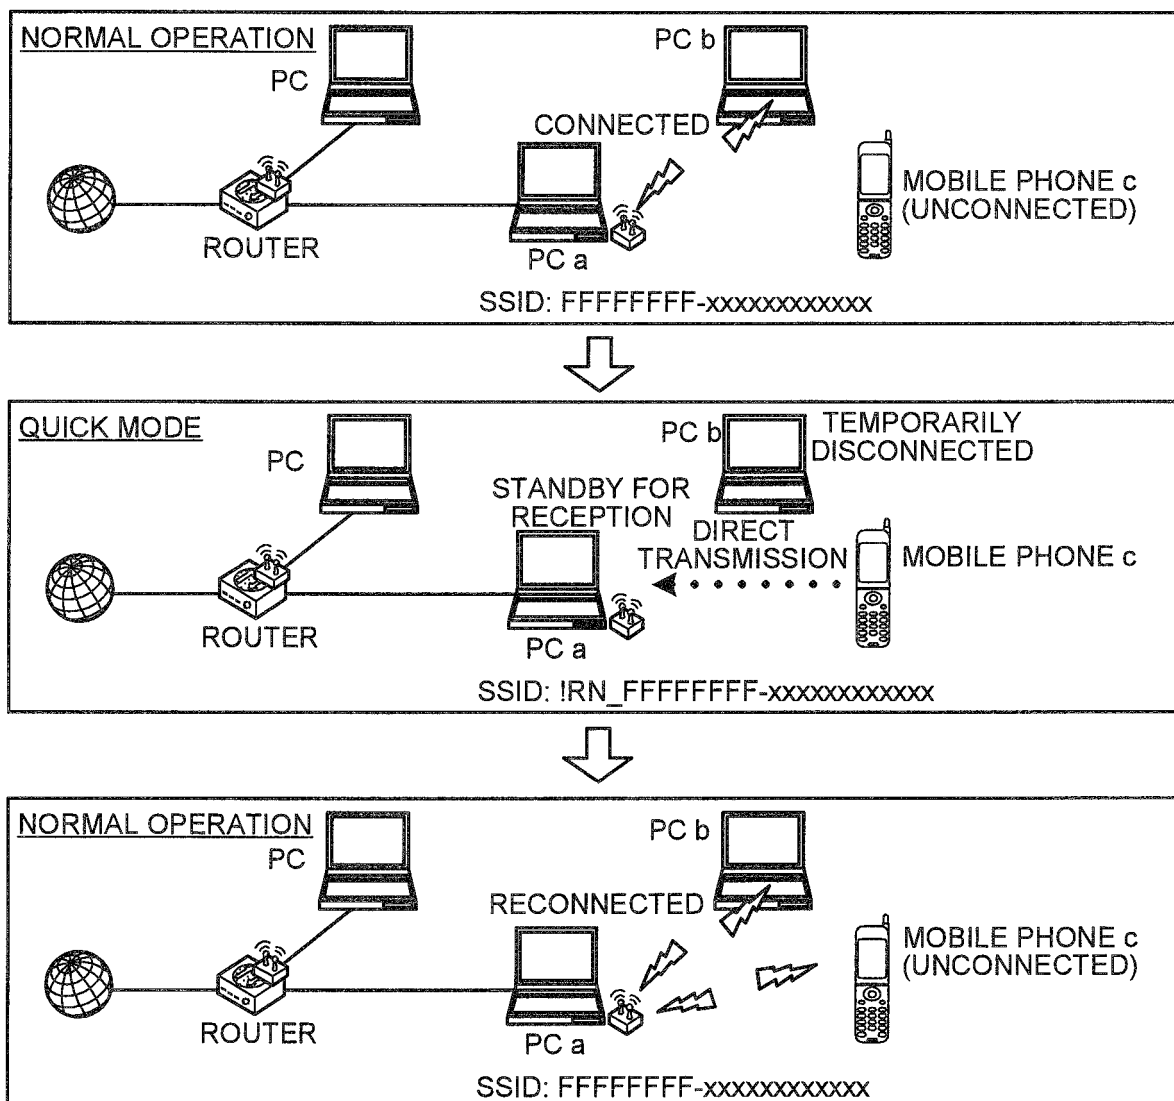 NORMAL OPERATION
PC
PC b
CONNECTED
MOBILE PHONE c
(UNCONNECTED)
ROUTER
PC a
SSID: FFFFFFFF-xxxxxxxxxxxx
QUICK MODE
PC
PC b
TEMPORARILY
DISCONNECTED
STANDBY FOR
RECEPTION
DIRECT
TRANSMISSION
MOBILE PHONE c
ROUTER
PC a
SSID: !RN_FFFFFFFF-xxxxxxxxxxxx
NORMAL OPERATION
PC
PC b
RECONNECTED
MOBILE PHONE c
(UNCONNECTED)
ROUTER
PC a
SSID: FFFFFFFF-xxxxxxxxxxxx